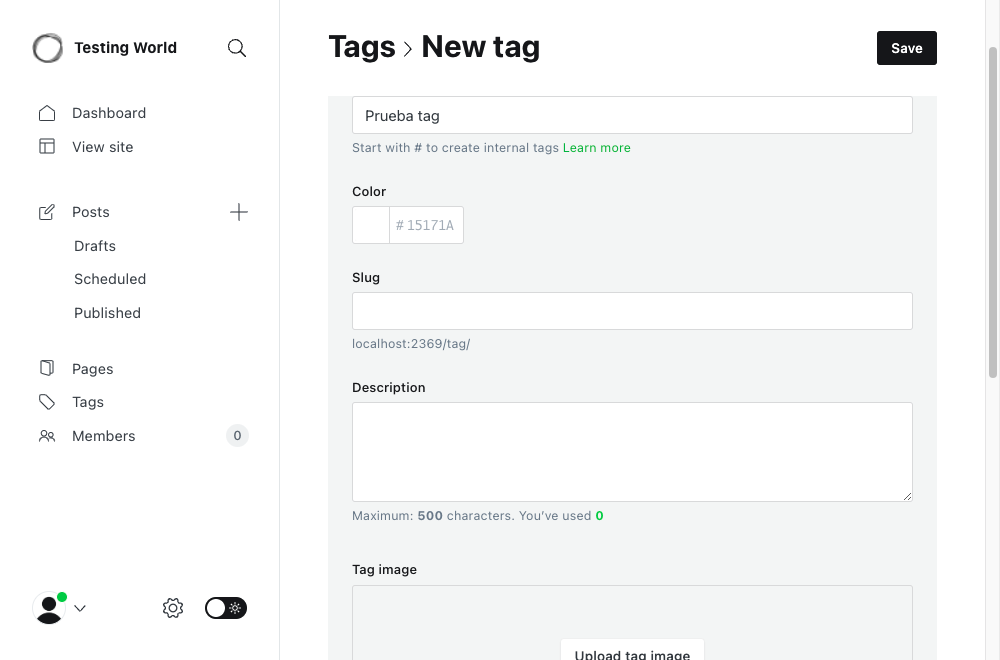 Testing World
Dashboard
View site
Posts
Drafts
Scheduled
Published
Pages
Tags
Members
0
Tags > New tag
Save
Prueba tag
Start with # to create internal tags Learn more
Color
# 15171A
Slug
localhost:2369/tag/
Description
Maximum: 500 characters. You’ve used 0
Tag image
Upload tag image